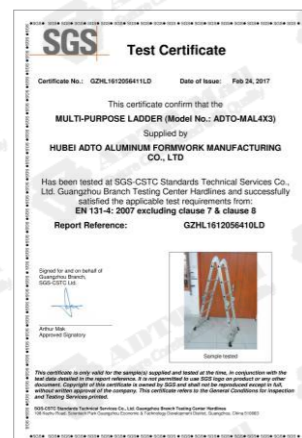 SGS
Test Certificate
Certificate No.: GZHL1612056411LD Date of Issue: Feb 24, 2017
This certificate confirm that the
MULTI-PURPOSE LADDER (Model No.: ADTO-MAL4X3)
Supplied by
HUBEI ADTO ALUMINUM FORMWORK MANUFACTURING
CO., LTD
Has been tested at SGS-CSTC Standards Technical Services Co.,
Ltd. Guangzhou Branch Testing Center Hardlines and successfully
satisfied the applicable test requirements from:
EN 131-4: 2007 excluding clause 7 & clause 8
Report Reference: GZHL1612056410LD
Signed for and on behalf of
Guangzhou Branch,
SGS-CSTC Ltd.
Arthur Mak
Approved Signatory
Sample tested
This certificate is only valid for the sample(s) supplied and tested at the time, in conjunction with the
test data detailed in the report reference. It is not permitted to use SGS logo on product or any other
document. Copyright of this certificate is owned by SGS and shall not be reproduced except in full,
without written approval of the company. This certificate refers to the General Conditions for Inspection
and Testing Services printed.
SGS-CSTC Standards Technical Services Co., Ltd. Guangzhou Branch Testing Center Hardlines